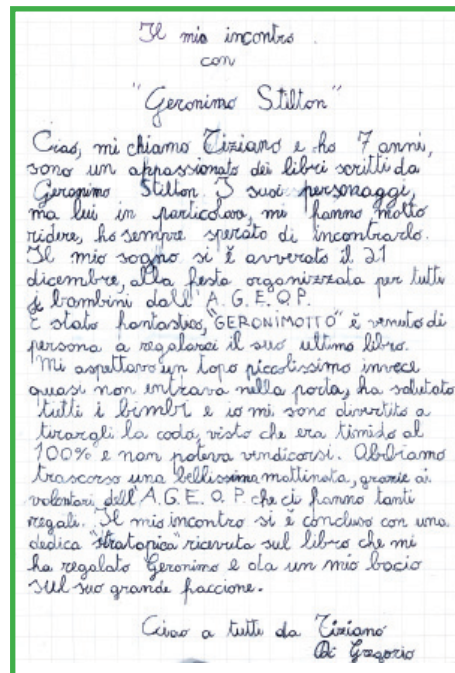 Il mio incontro
con
"Geronimo Stilton"
Ciao, mi chiamo Tiziano e ho 7 anni,
sono un appassionato dei libri scritti da
Geronimo Stilton. I suoi personaggi,
ma lui in particolare, mi fanno molto
ridere, ho sempre sperato di incontrarlo.
Il mio sogno si è avverato il 21
dicembre, alla festa organizzata per tutti
i bambini dall'A.G.E.O.P.
È stato fantastico, "GERONIMOTTO" è venuto di
persona a regalarci il suo ultimo libro.
Mi aspettavo un topo piccolissimo invece
quasi non entrava nella porta, ha salutato
tutti i bimbi e io mi sono divertito a
tirargli la coda, visto che era timido al
100% e non poteva vindicarsi. Abbiamo
trascorso una bellissima mattinata, grazie ai
volontari dell'A.G.E.O.P. che ci fanno tanti
regali. Il mio incontro si è concluso con una
dedica "stratopica" ricevuta sul libro che mi
ha regalato Geronimo e da un mio bacio
sul suo grande faccione.
Ciao a tutti da Tiziano
Di Gregorio